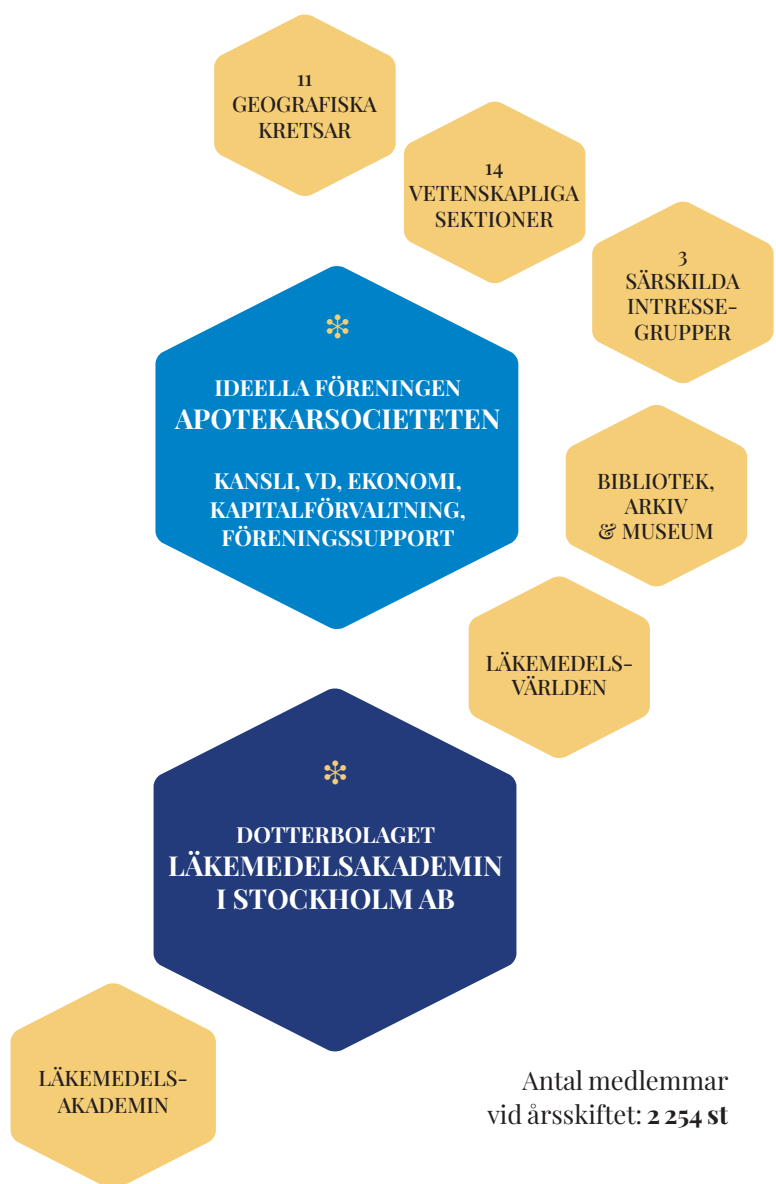 11
GEOGRAFISKA
KRETSAR
14
VETENSKAPLIGA
SEKTIONER
3
SÄRSKILDA
INTRESSE-
GRUPPER
IDEELLA FÖRENINGEN
APOTEKARSOCIETETEN
KANSLI, VD, EKONOMI,
KAPITALFÖRVALTNING,
FÖRENINGSSUPPORT
BIBLIOTEK,
ARKIV
& MUSEUM
LÄKEMEDELS-
VÄRLDEN
DOTTERBOLAGET
LÄKEMEDELSAKADEMIN
I STOCKHOLM AB
LÄKEMEDELS-
AKADEMIN
Antal medlemmar
vid årsskiftet: 2 254 st